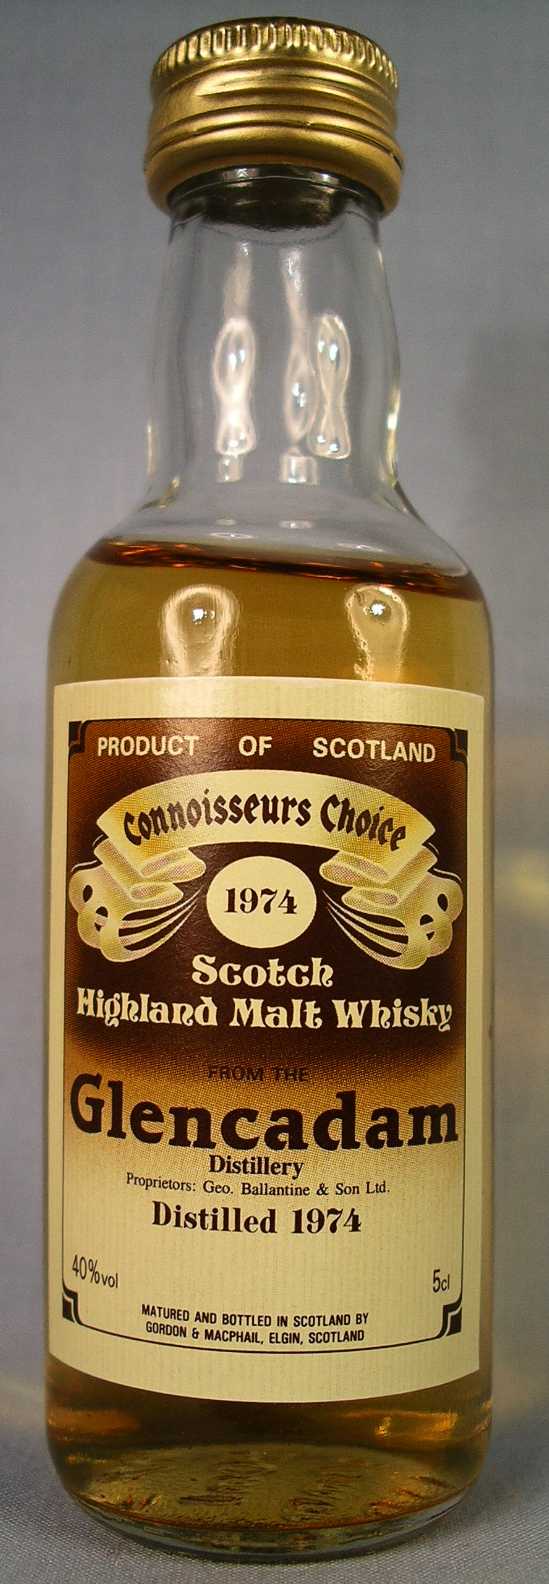 PRODUCT OF SCOTLAND
Connoisseurs Choice
1974
Scotch
Highland Malt Whisky
FROM THE
Glencadam
Distillery
Proprietors: Geo. Ballantine & Son Ltd.
Distilled 1974
40%vol 5cl
MATURED AND BOTTLED IN SCOTLAND BY
GORDON & MACPHAIL, ELGIN, SCOTLAND